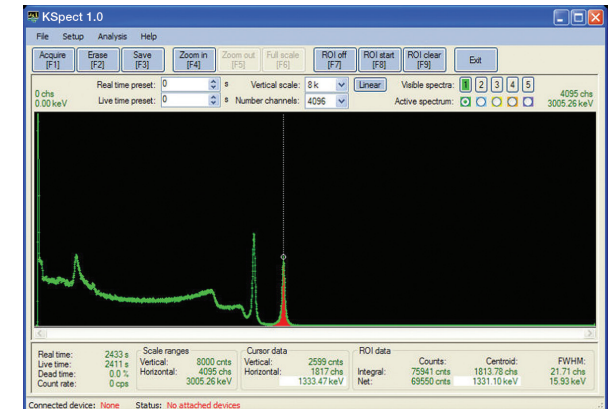 KSpect 1.0
File Setup Analysis Help
Acquire [F1] Erase [F2] Save [F3] Zoom in [F4] Zoom out [F5] Full scale [F6] ROI off [F7] ROI start [F8] ROI clear [F9] Exit
Real time preset: 0 s Vertical scale: 8 k Linear Visible spectra: 1 2 3 4 5
0 chs 4095 chs
0.00 keV Live time preset: 0 s Number channels: 4096 Active spectrum: 3005.26 keV
Scale ranges Cursor data ROI data
Real time: 2433 s Vertical: 8000 cnts Vertical: 2599 cnts Counts: Centroid: FWHM:
Live time: 2411 s Horizontal: 4095 chs Horizontal: 1817 chs Integral: 75941 cnts 1813.78 chs 21.71 chs
Dead time: 0.0 % 3005.26 keV 1333.47 keV Net: 69550 cnts 1331.10 keV 15.93 keV
Count rate: 0 cps
Connected device: None Status: No attached devices